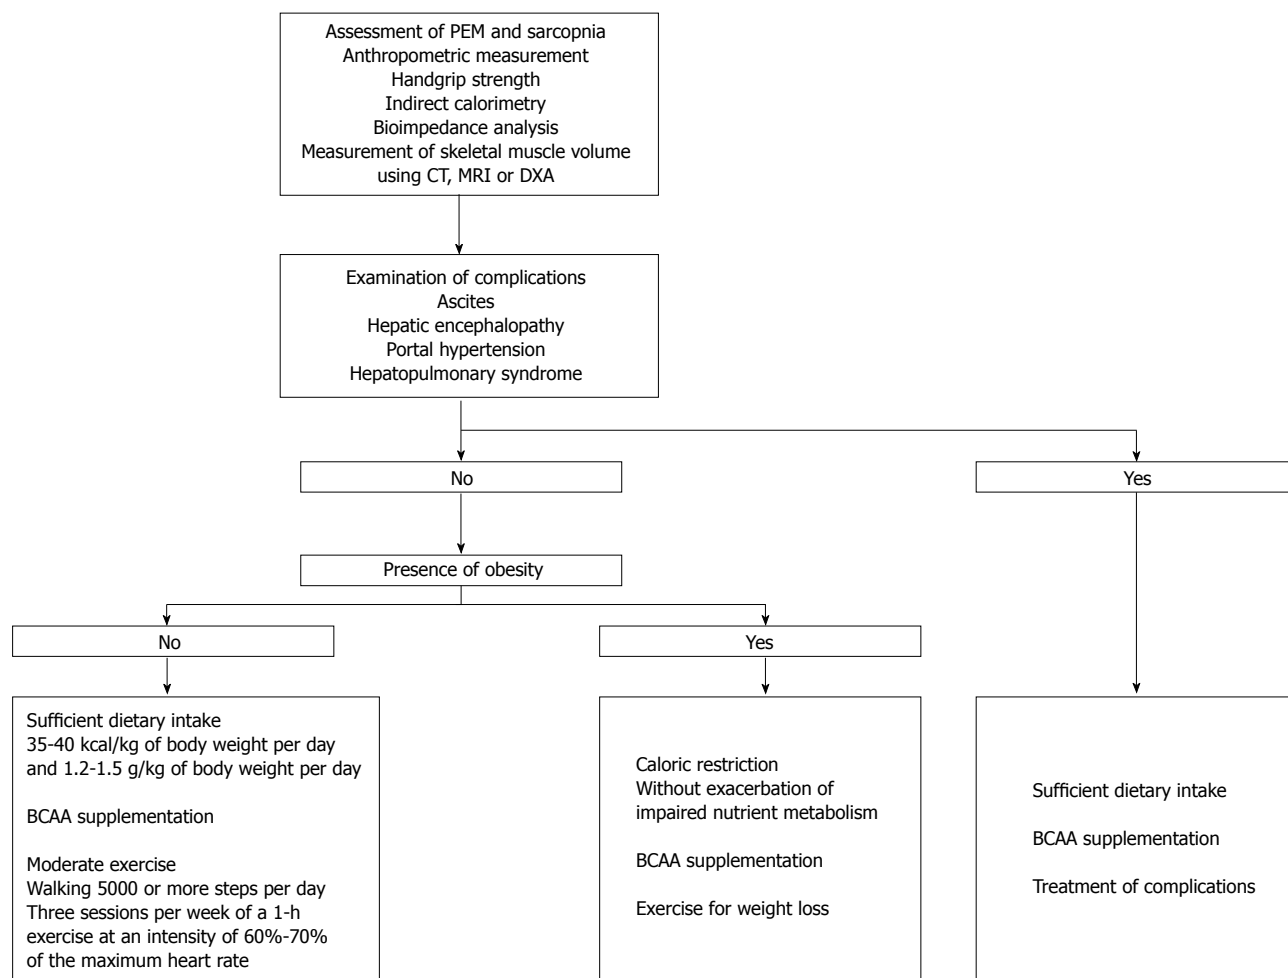 Assessment of PEM and sarcopnia
Anthropometric measurement
Handgrip strength
Indirect calorimetry
Bioimpedance analysis
Measurement of skeletal muscle volume
using CT, MRI or DXA
Examination of complications
Ascites
Hepatic encephalopathy
Portal hypertension
Hepatopulmonary syndrome
No
Yes
Presence of obesity
No
Yes
Sufficient dietary intake
35-40 kcal/kg of body weight per day
and 1.2-1.5 g/kg of body weight per day
BCAA supplementation
Moderate exercise
Walking 5000 or more steps per day
Three sessions per week of a 1-h
exercise at an intensity of 60%-70%
of the maximum heart rate
Caloric restriction
Without exacerbation of
impaired nutrient metabolism
BCAA supplementation
Exercise for weight loss
Sufficient dietary intake
BCAA supplementation
Treatment of complications